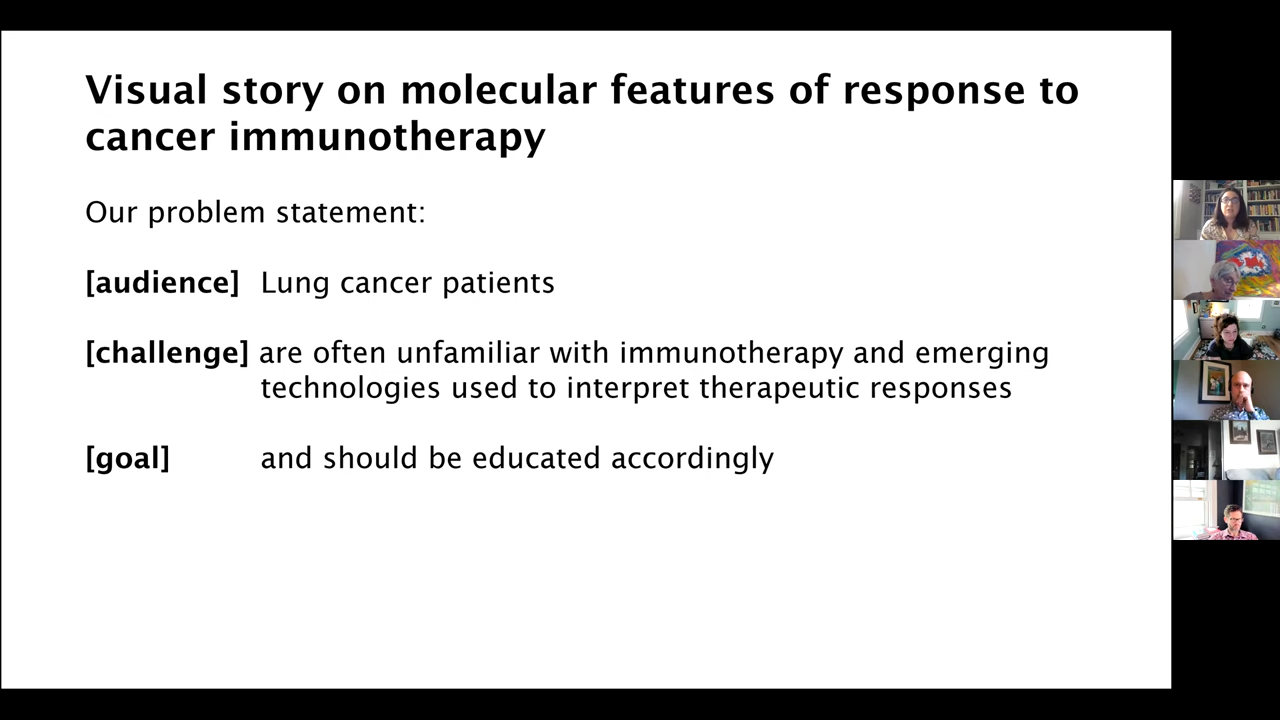 Visual story on molecular features of response to
cancer immunotherapy
Our problem statement:
[audience] Lung cancer patients
[challenge] are often unfamiliar with immunotherapy and emerging
technologies used to interpret therapeutic responses
[goal] and should be educated accordingly